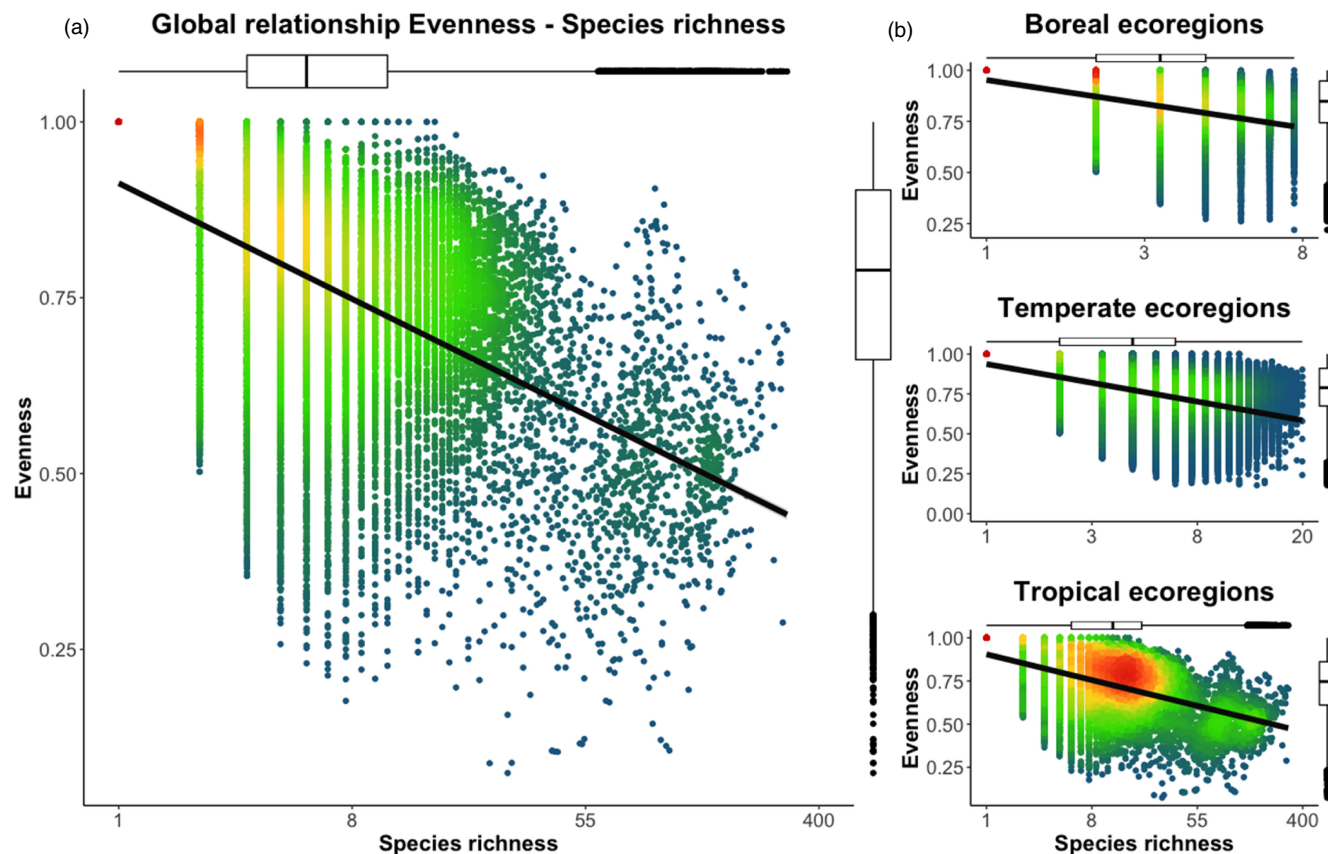 (a)
Global relationship Evenness - Species richness
1.00
0.75
0.50
0.25
Evenness
1
8
55
400
Species richness
(b)
Boreal ecoregions
1.00
0.75
0.50
0.25
Evenness
1
3
8
Temperate ecoregions
1.00
0.75
0.50
0.25
0.00
Evenness
1
3
8
20
Tropical ecoregions
1.00
0.75
0.50
0.25
Evenness
1
8
55
400
Species richness